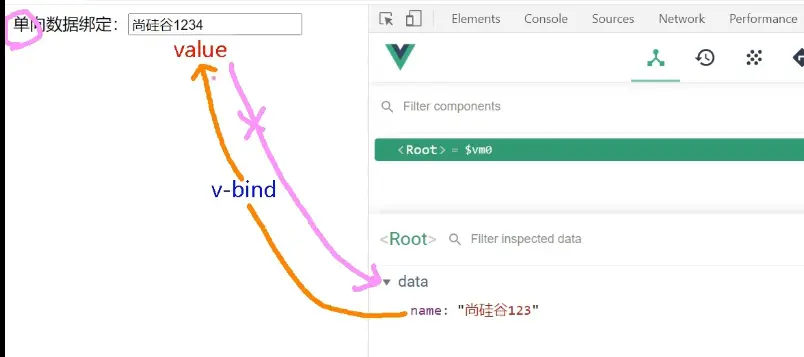 单向数据绑定：尚硅谷1234
value
v-bind
Elements Console Sources Network Performance
Filter components
<Root> = $vm0
<Root> Filter inspected data
data
name: "尚硅谷123"